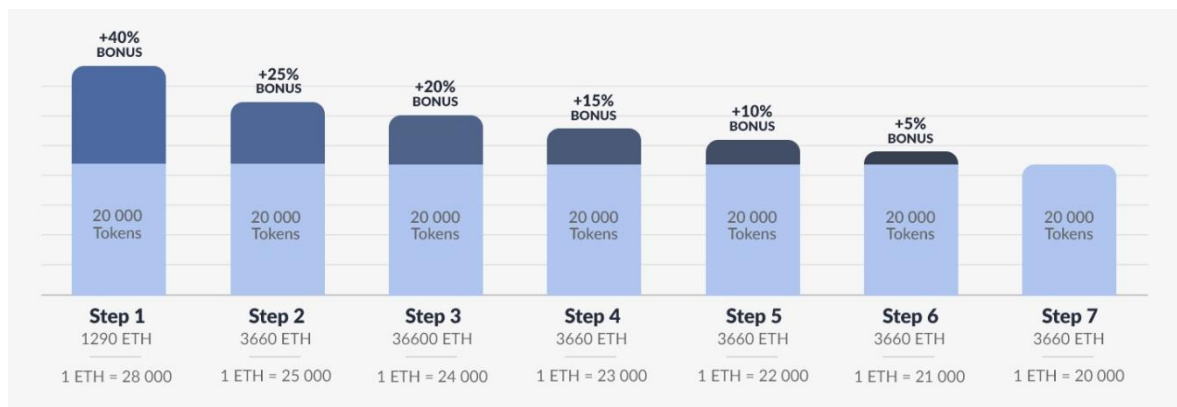 +40%
BONUS
+25%
BONUS
+20%
BONUS
+15%
BONUS
+10%
BONUS
+5%
BONUS
20 000
Tokens
20 000
Tokens
20 000
Tokens
20 000
Tokens
20 000
Tokens
20 000
Tokens
20 000
Tokens
Step 1
1290 ETH
1 ETH = 28 000
Step 2
3660 ETH
1 ETH = 25 000
Step 3
36600 ETH
1 ETH = 24 000
Step 4
3660 ETH
1 ETH = 23 000
Step 5
3660 ETH
1 ETH = 22 000
Step 6
3660 ETH
1 ETH = 21 000
Step 7
3660 ETH
1 ETH = 20 000